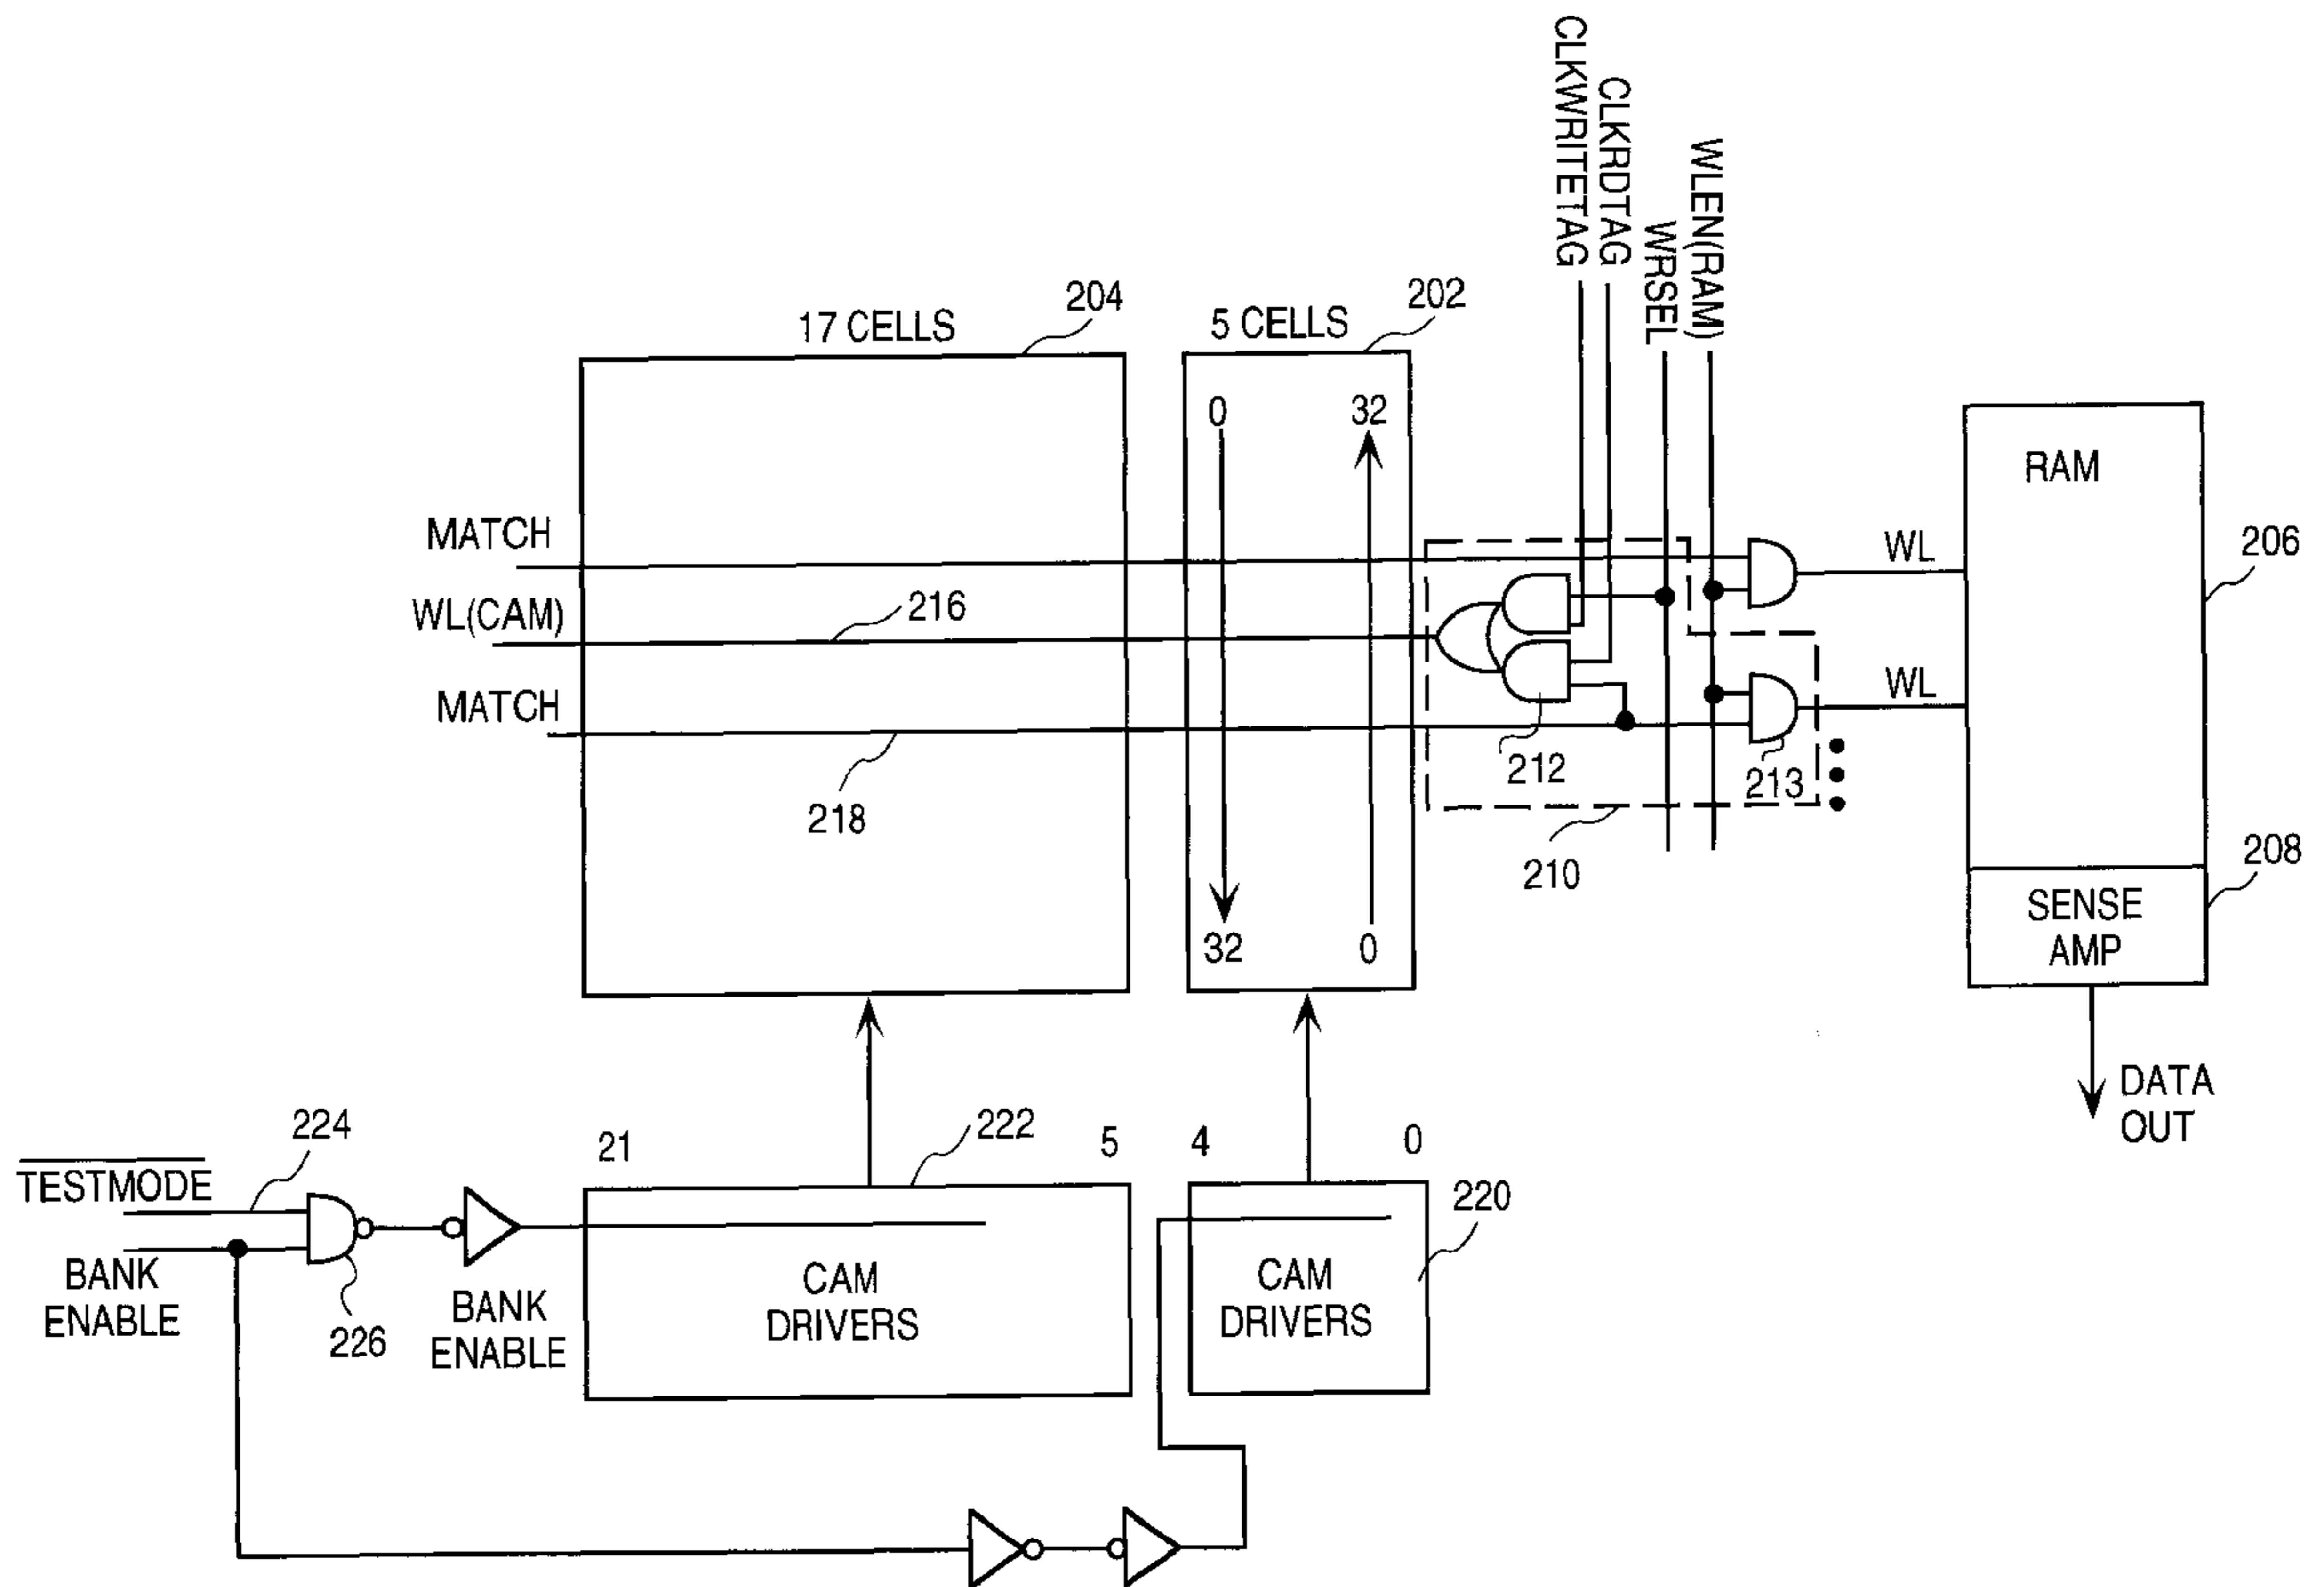 CLKWRITETAG
CLKRDTAG
WRSEL
WLEN(RAM)
17 CELLS
204
5 CELLS
202
0
32
RAM
MATCH
WL
206
WL(CAM)
216
MATCH
WL
218
212
213
210
208
32
0
SENSE
AMP
DATA
OUT
224
21
222
5
4
0
TESTMODE
220
BANK
ENABLE
226
BANK
ENABLE
CAM
DRIVERS
CAM
DRIVERS